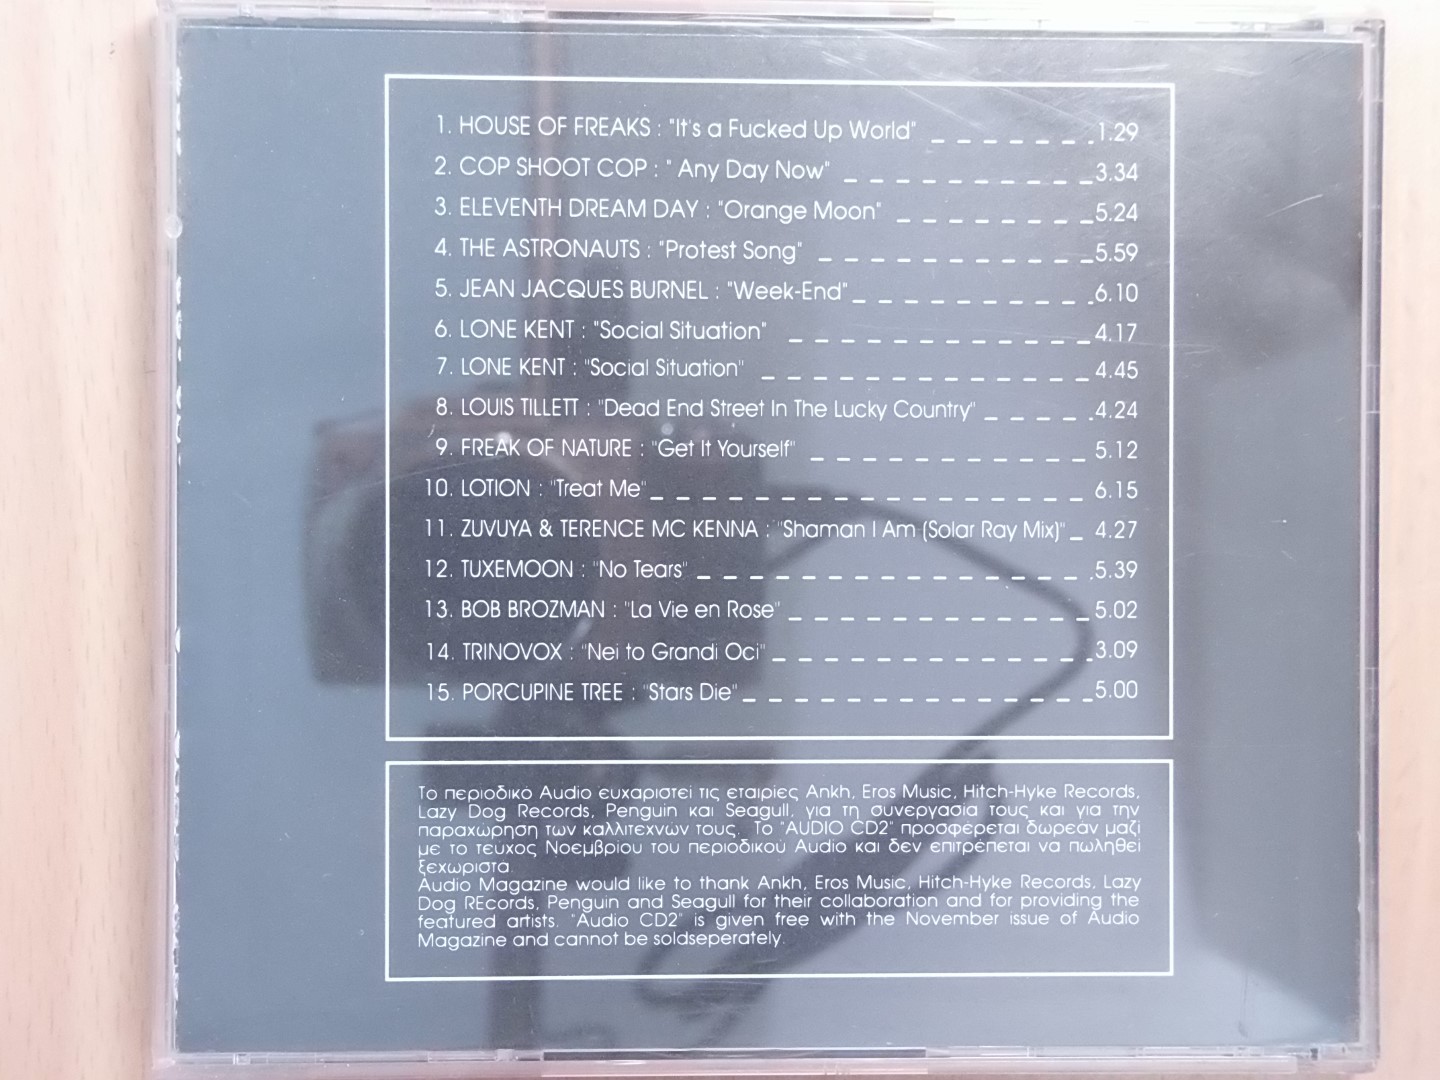 1. HOUSE OF FREAKS : "It's a Fucked Up World" 1.29
2. COP SHOOT COP : " Any Day Now" 3.34
3. ELEVENTH DREAM DAY : "Orange Moon" 5.24
4. THE ASTRONAUTS : "Protest Song" 5.59
5. JEAN JACQUES BURNEL : "Week-End" 6.10
6. LONE KENT : "Social Situation" 4.17
7. LONE KENT : "Social Situation" 4.45
8. LOUIS TILLETT : "Dead End Street In The Lucky Country" 4.24
9. FREAK OF NATURE : "Get It Yourself" 5.12
10. LOTION : "Treat Me" 6.15
11. ZUVUYA & TERENCE MC KENNA : "Shaman I Am (Solar Ray Mix)" 4.27
12. TUXEMOON : "No Tears" 5.39
13. BOB BROZMAN : "La Vie en Rose" 5.02
14. TRINOVOX : "Nei to Grandi Oci" 3.09
15. PORCUPINE TREE : "Stars Die" 5.00
Το περιοδικό Audio ευχαριστεί τις εταιρίες Ankh, Eros Music, Hitch-Hyke Records,
Lazy Dog Records, Penguin και Seagull, για τη συνεργασία τους και για την
παραχώρηση των καλλιτεχνών τους. Το "AUDIO CD2" προσφέρεται δωρεάν μαζί
με το τεύχος Νοεμβρίου του περιοδικού Audio και δεν επιτρέπεται να πωληθεί
ξεχωριστά.
Audio Magazine would like to thank Ankh, Eros Music, Hitch-Hyke Records, Lazy
Dog REcords, Penguin and Seagull for their collaboration and for providing the
featured artists. "Audio CD2" is given free with the November issue of Audio
Magazine and cannot be soldseperately.